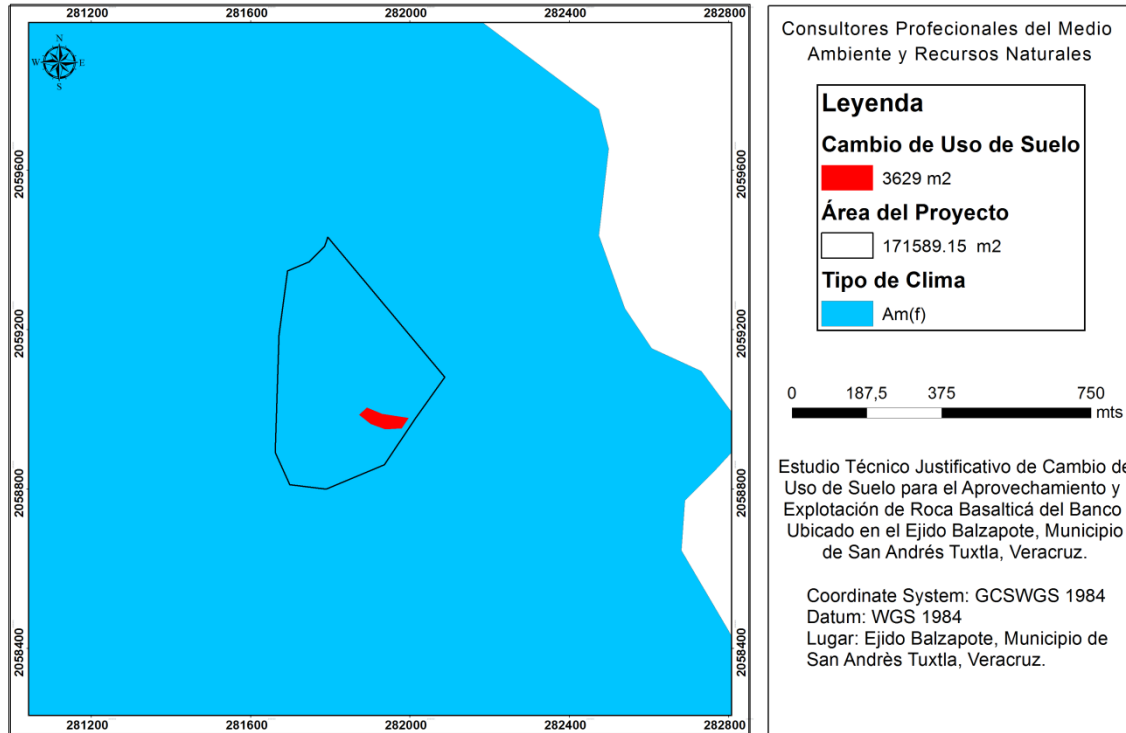 281200 281600 282000 282400 282800
N
W E
S
2059600 2059600
2059200 2059200
2058800 2058800
2058400 2058400
281200 281600 282000 282400 282800
Consultores Profecionales del Medio
Ambiente y Recursos Naturales
Leyenda
Cambio de Uso de Suelo
3629 m2
Área del Proyecto
171589.15 m2
Tipo de Clima
Am(f)
0 187,5 375 750
mts
Estudio Técnico Justificativo de Cambio de
Uso de Suelo para el Aprovechamiento y
Explotación de Roca Basalticá del Banco
Ubicado en el Ejido Balzapote, Municipio
de San Andrés Tuxtla, Veracruz.
Coordinate System: GCSWGS 1984
Datum: WGS 1984
Lugar: Ejido Balzapote, Municipio de
San Andrès Tuxtla, Veracruz.